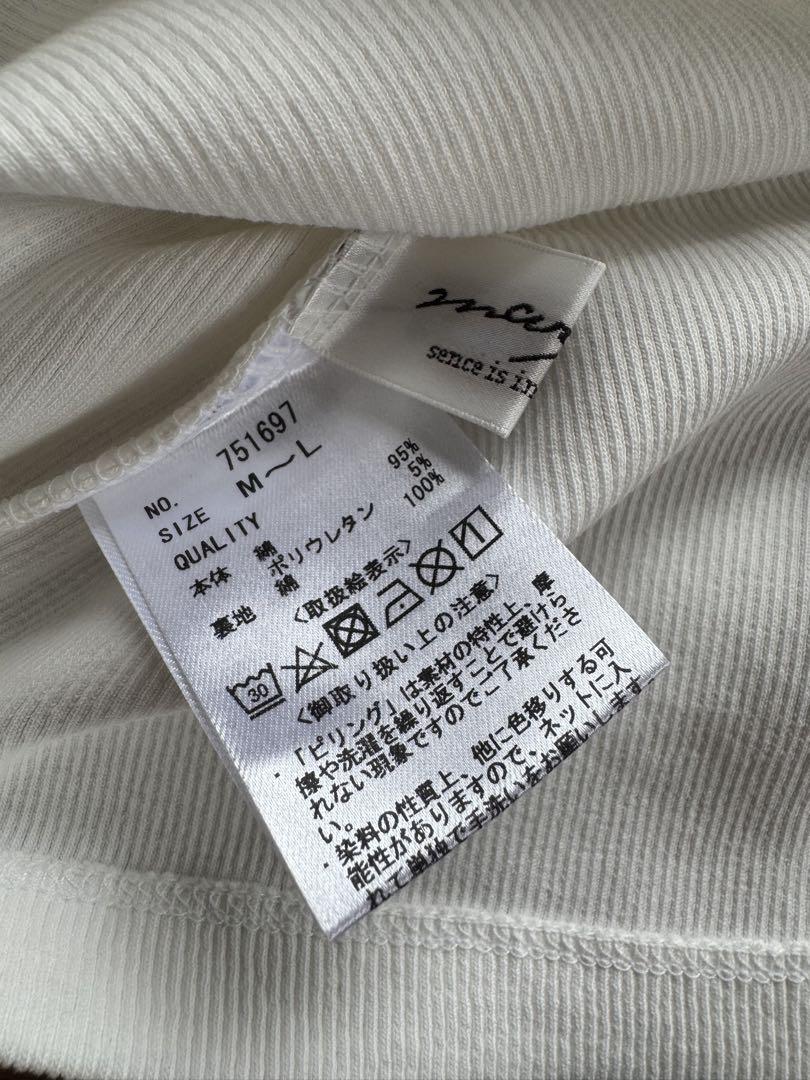 sence is in
NO. 751697
SIZE M～L
QUALITY
本体 綿 95%
ポリウレタン 5%
裏地 綿 100%
〈取扱絵表示〉
30
〈御取り扱い上の注意〉
・「ピリング」は素材の特性上、摩
擦や洗濯を繰り返すことで避けら
れない現象ですのでご了承くださ
い。
・染料の性質上、他に色移りする可
能性がありますので、ネットに入
れて単独で手洗いをお願いします